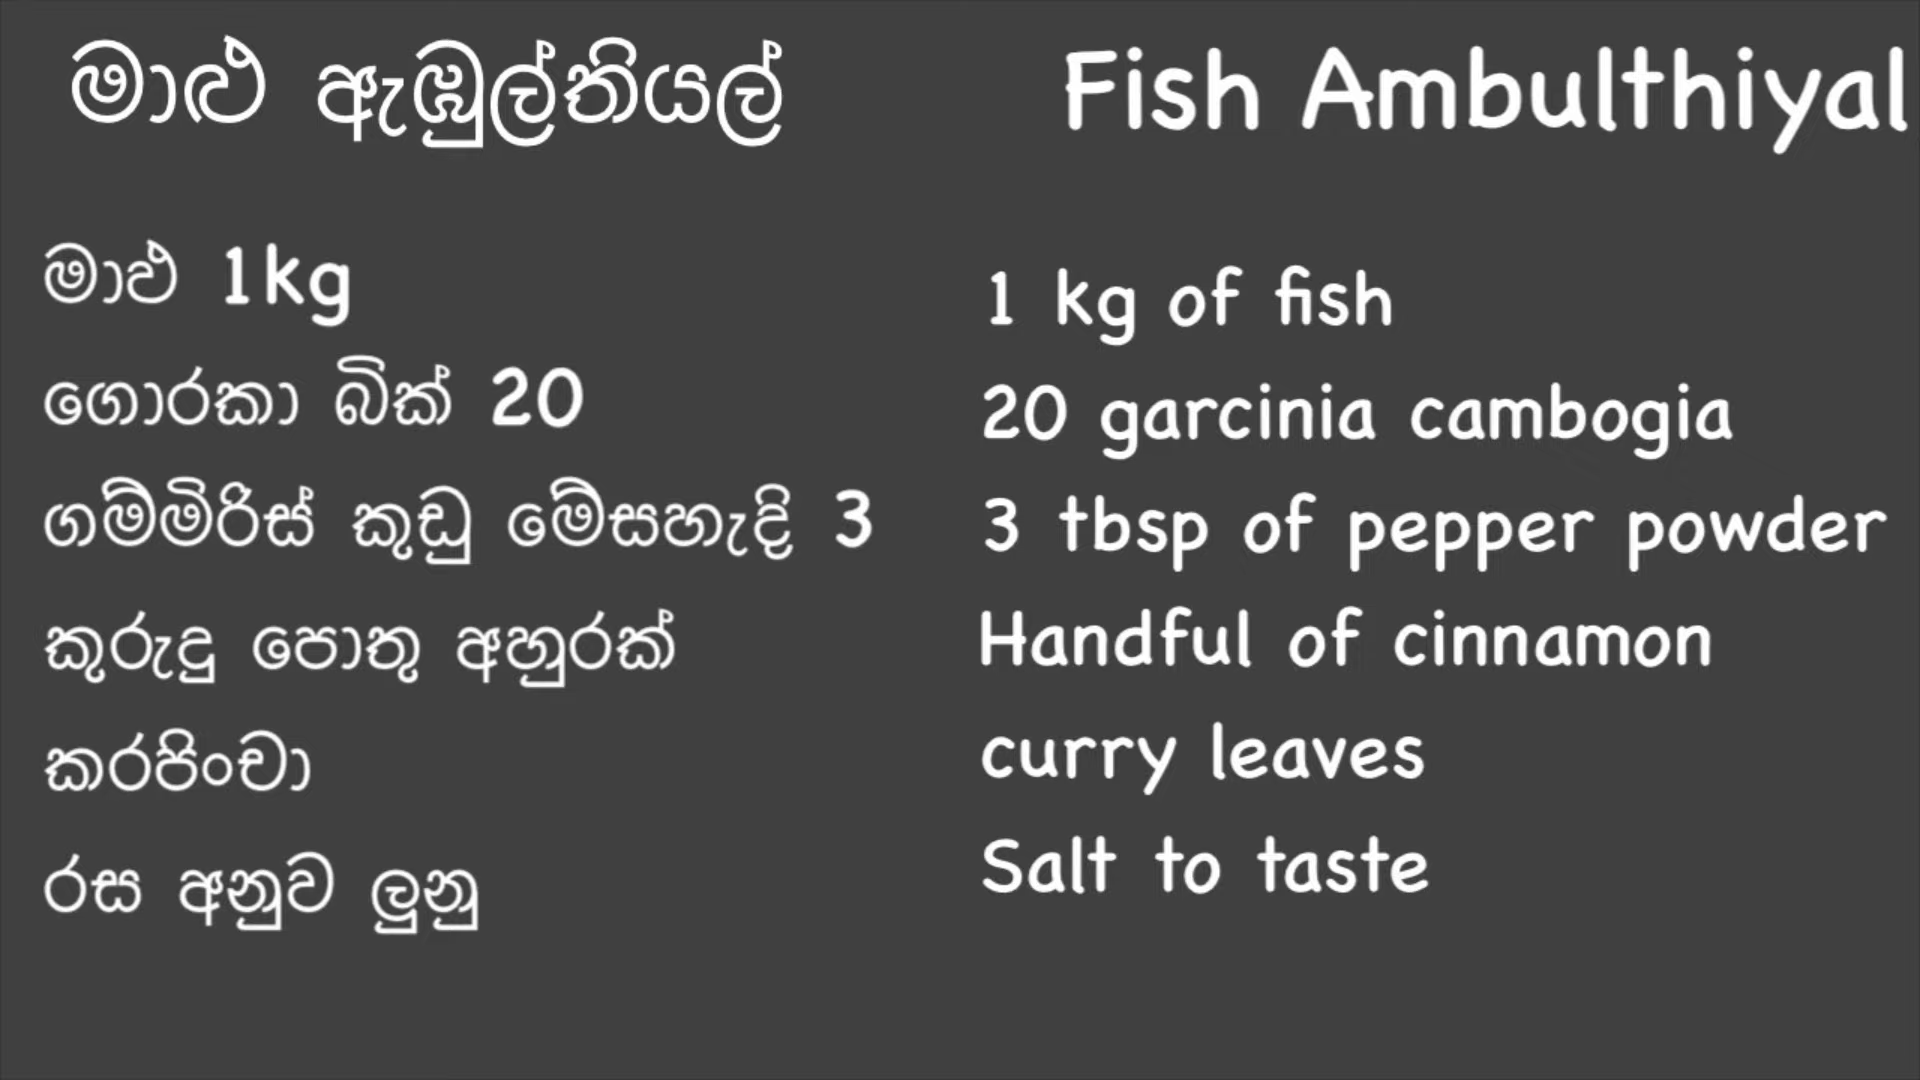 මාළු ඇඹුල්තියල්
Fish Ambulthiyal
මාඵ 1kg
ගොරකා බික් 20
ගම්මිරිස් කුඩු මේසහැදි 3
කුරුදු පොතු අහුරක්
කරපිංචා
රස අනුව ලුනු
1 kg of fish
20 garcinia cambogia
3 tbsp of pepper powder
Handful of cinnamon
curry leaves
Salt to taste